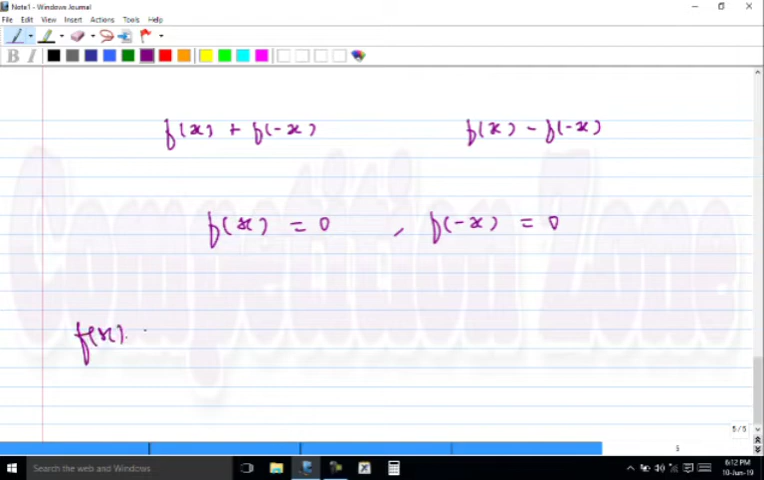 Note1 - Windows Journal
File Edit View Insert Actions Tools Help
B I
f(x) + f(-x) f(x) - f(-x)
f(x) = 0 , f(-x) = 0
f(x).
Competition Zone
5 / 5
5
Search the web and Windows
6:12 PM
10-Jun-19